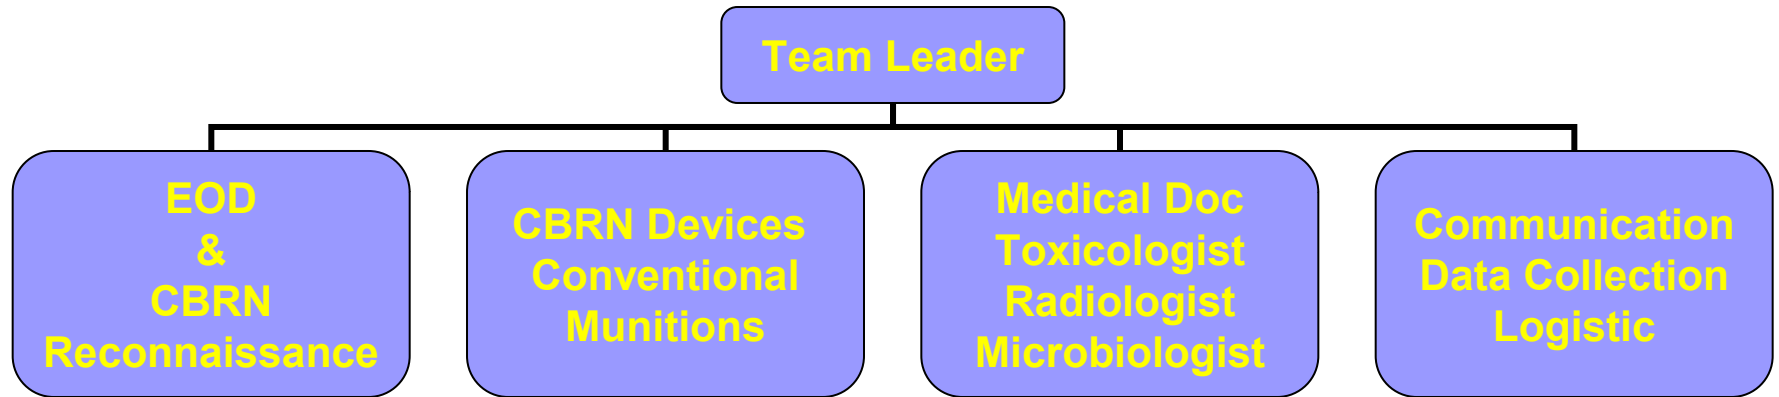 Team Leader
EOD
&
CBRN
Reconnaissance
CBRN Devices
Conventional
Munitions
Medical Doc
Toxicologist
Radiologist
Microbiologist
Communication
Data Collection
Logistic